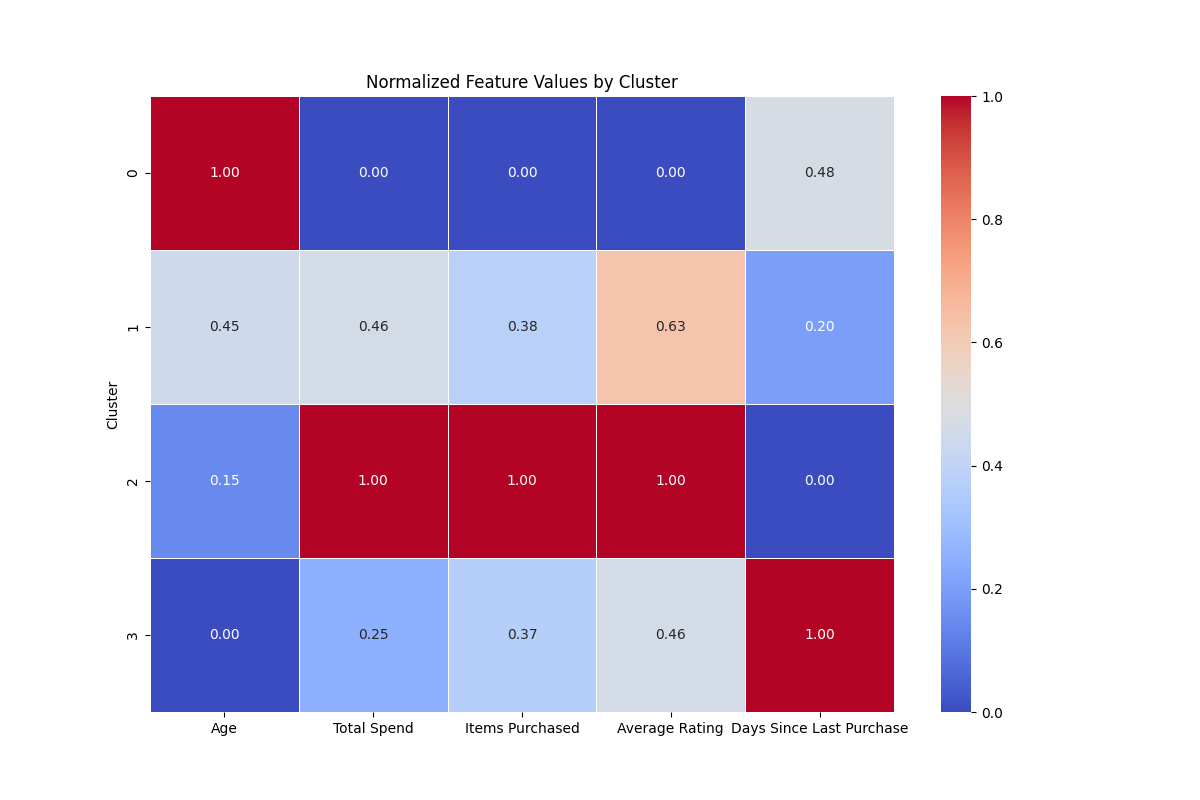 Normalized Feature Values by Cluster
0 1.00 0.00 0.00 0.00 0.48
1 0.45 0.46 0.38 0.63 0.20
2 0.15 1.00 1.00 1.00 0.00
3 0.00 0.25 0.37 0.46 1.00
Cluster
Age Total Spend Items Purchased Average Rating Days Since Last Purchase
1.0
0.8
0.6
0.4
0.2
0.0